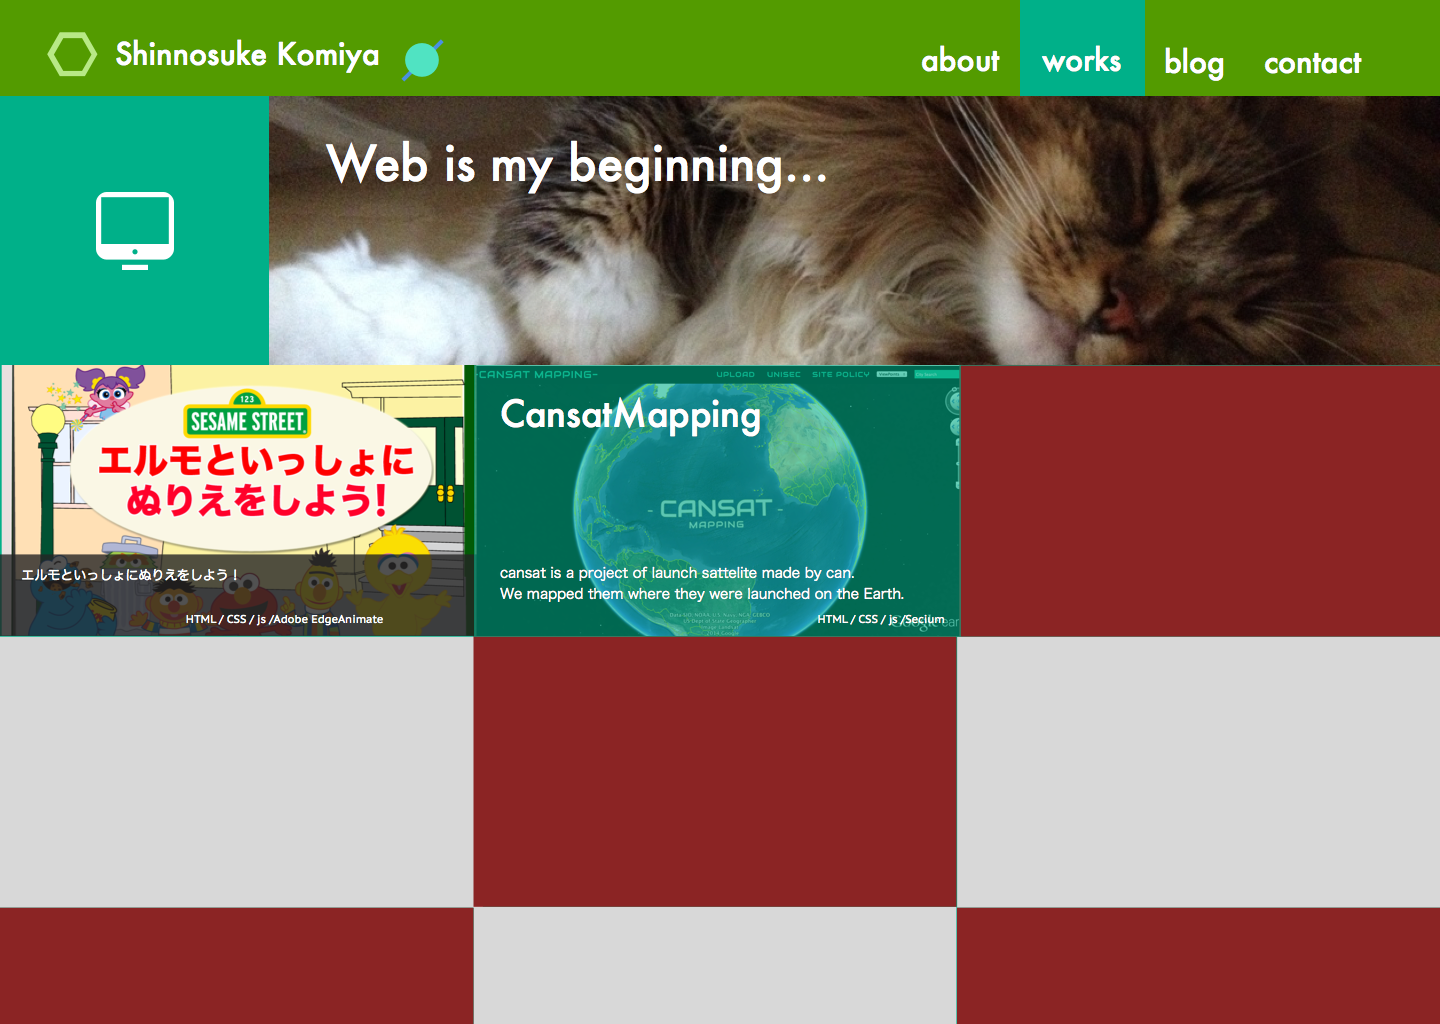 Shinnosuke Komiya
about works blog contact
Web is my beginning...
123
SESAME STREET
エルモといっしょに
ぬりえをしよう!
エルモといっしょにぬりえをしよう！
HTML / CSS / js /Adobe EdgeAnimate
-CANSAT MAPPING-
UPLOAD UNISEC SITE POLICY
CansatMapping
- CANSAT -
MAPPING
cansat is a project of launch sattelite made by can.
We mapped them where they were launched on the Earth.
HTML / CSS / js /Secium